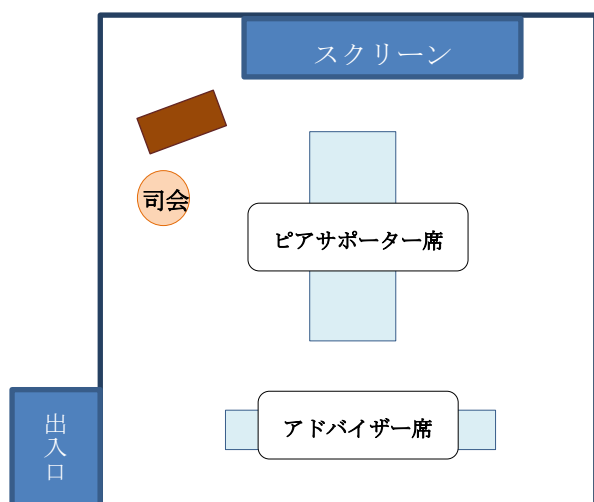 スクリーン
司会
ピアサポーター席
アドバイザー席
出入口